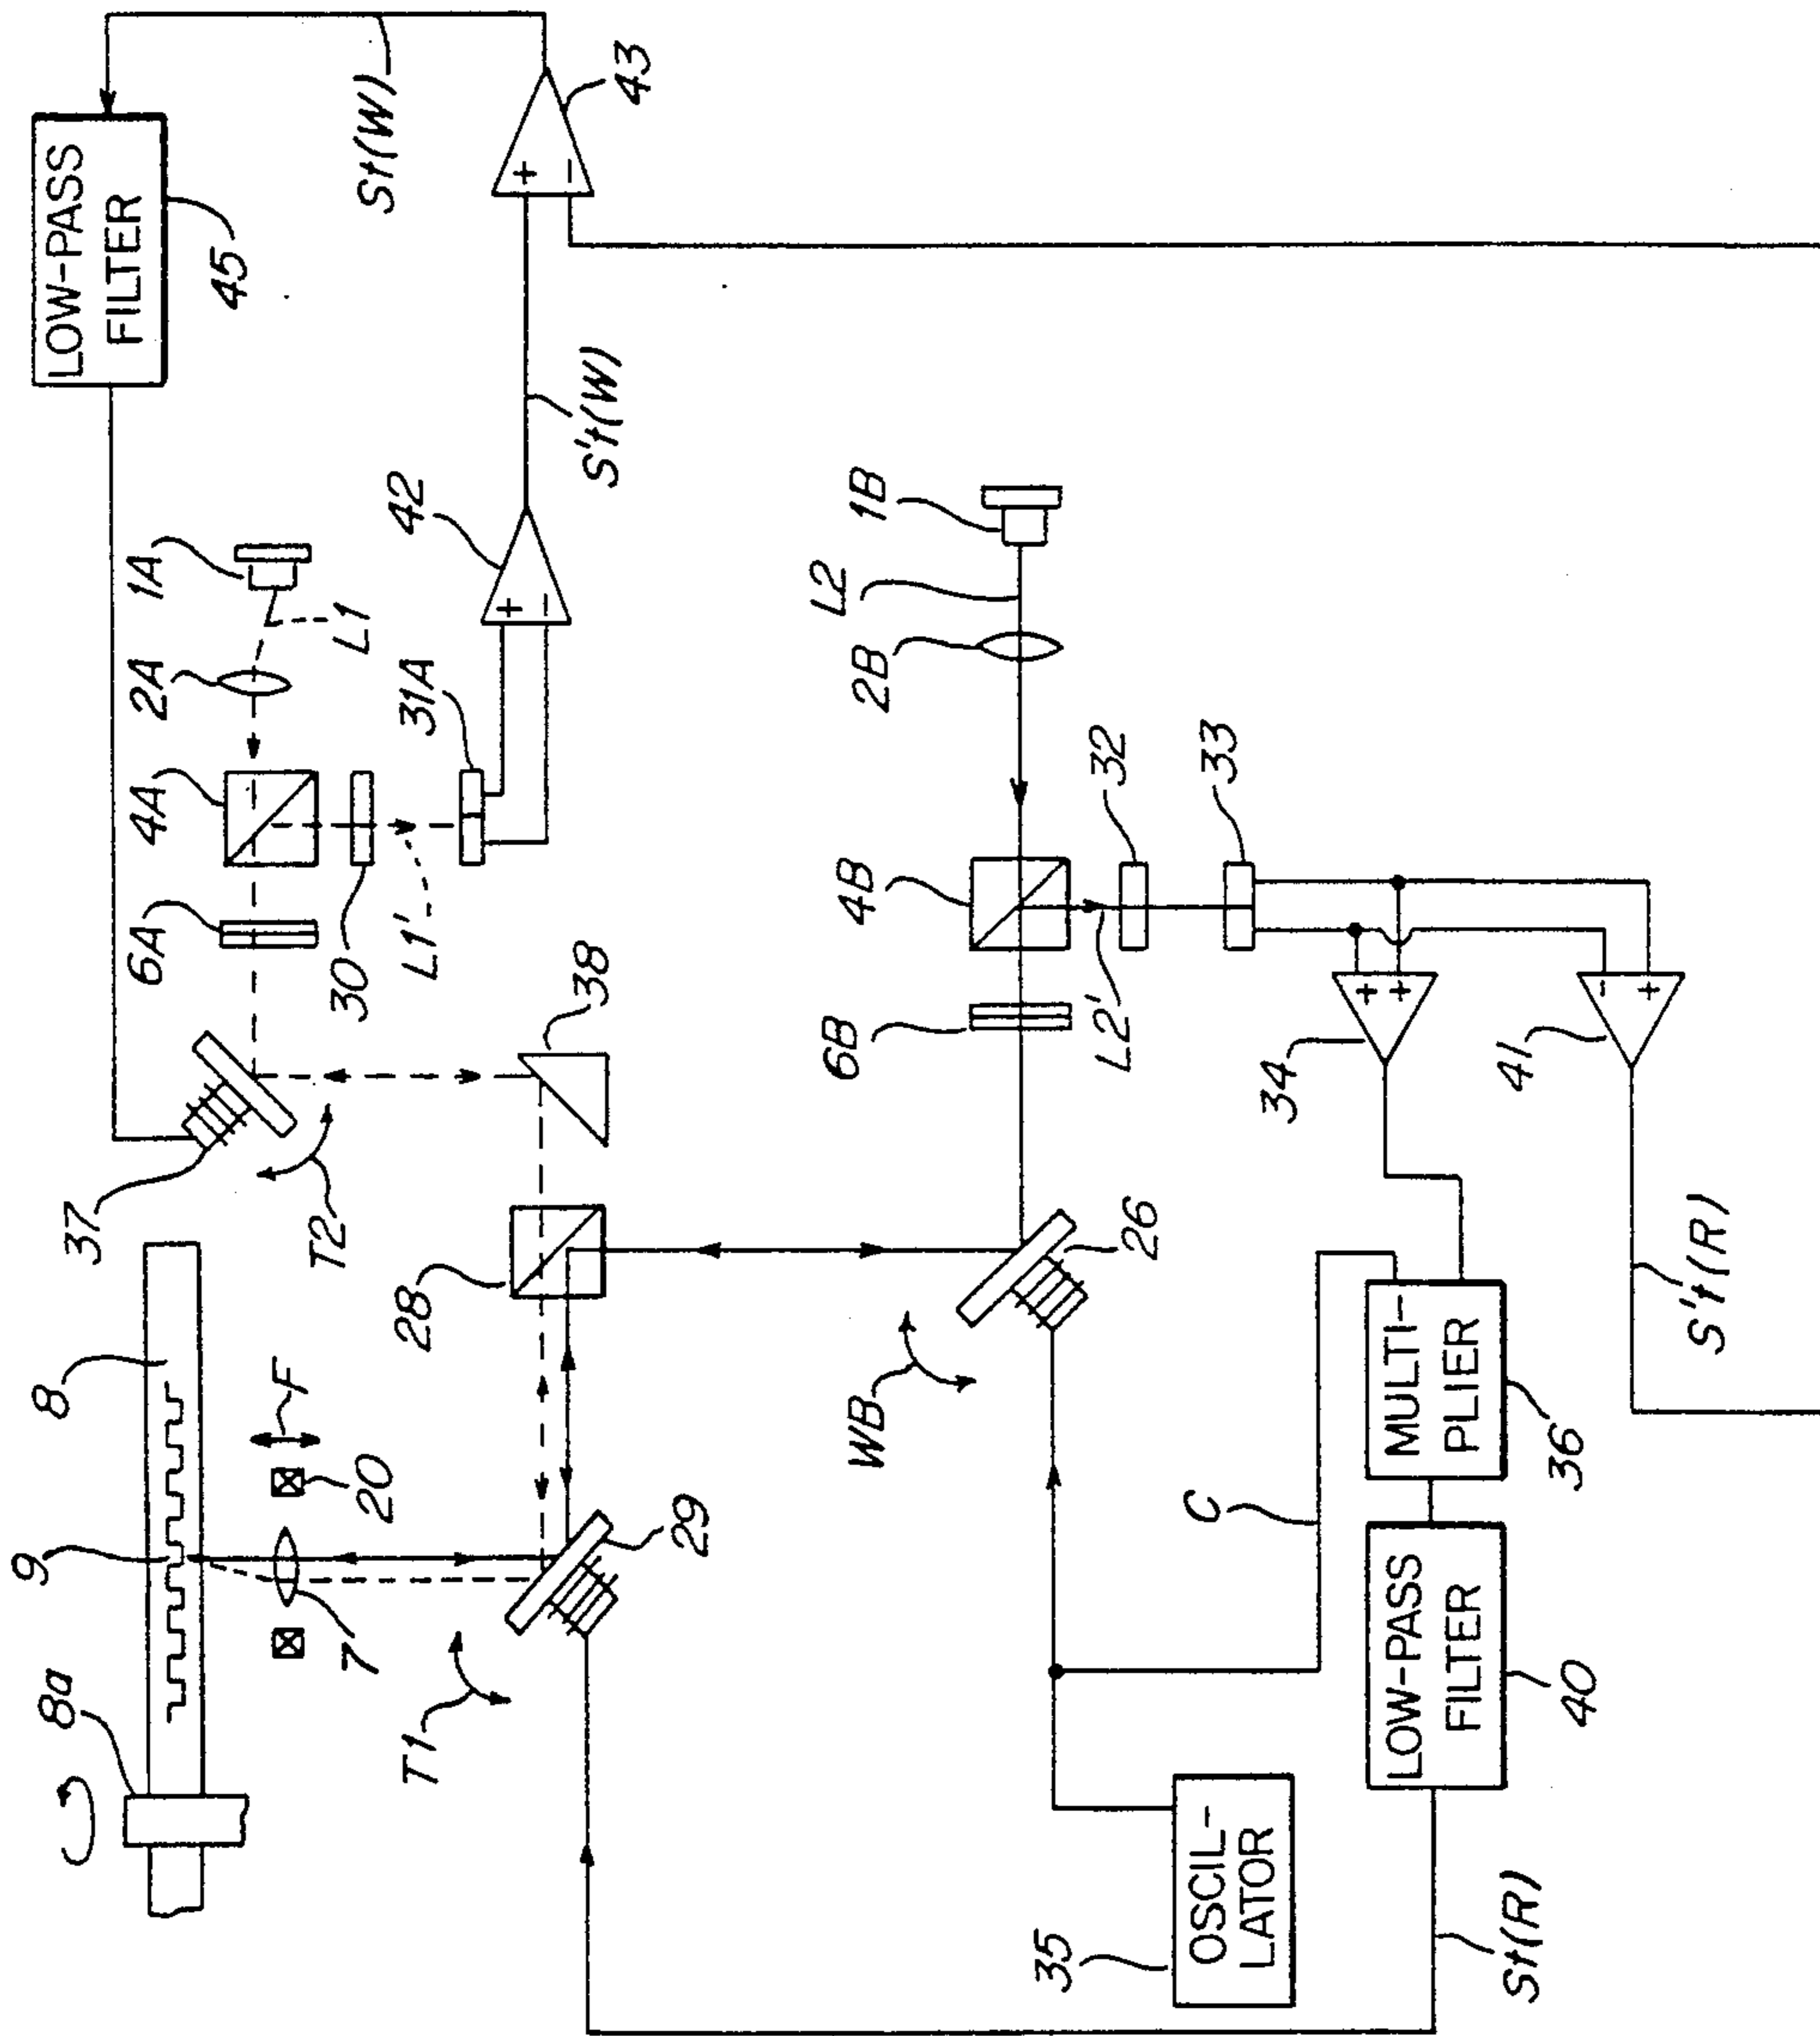 LOW-PASS
FILTER
45
St(W)
43
+
−
S't(W)
42
+
−
1A
L1
2A
31A
4A
30
L1'
6A
38
37
T2
28
8
9
8a
F
20
7
29
T1
1B
L2
2B
32
33
4B
6B
L2'
34
+
+
41
−
+
26
WB
S't(R)
MULTI-
PLIER
36
C
LOW-PASS
FILTER
40
OSCIL-
LATOR
35
St(R)